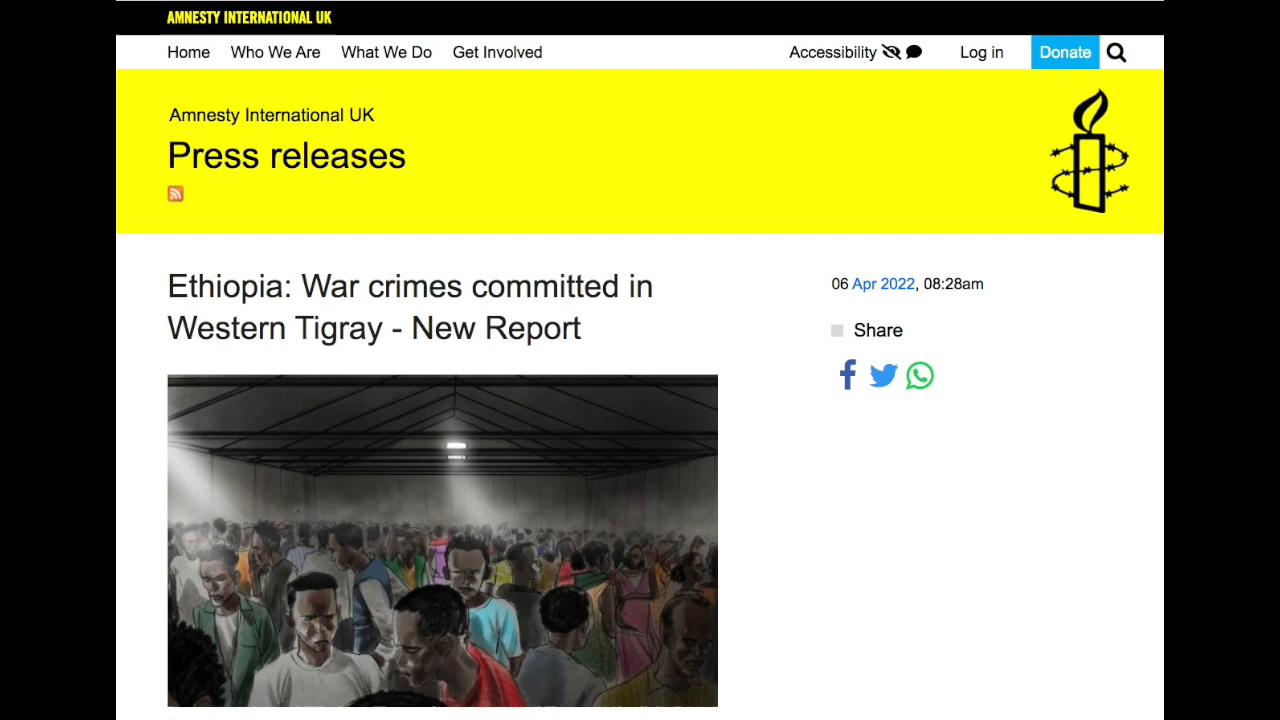 AMNESTY INTERNATIONAL UK
Home Who We Are What We Do Get Involved Accessibility Log in Donate
Amnesty International UK
Press releases
Ethiopia: War crimes committed in
Western Tigray - New Report
06 Apr 2022, 08:28am
Share